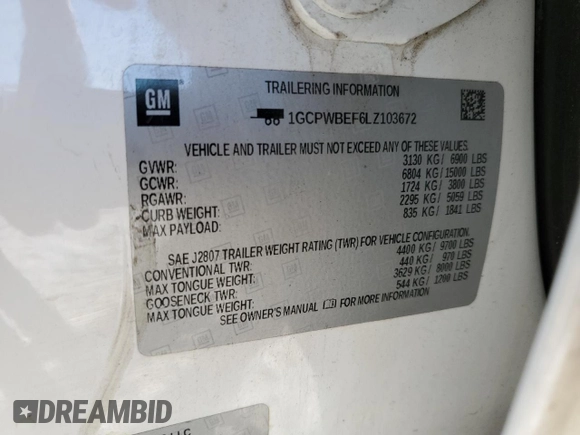 GM
TRAILERING INFORMATION
1GCPWBEF6LZ103672
VEHICLE AND TRAILER MUST NOT EXCEED ANY OF THESE WEIGHTS
GVWR: 3130 KG/ 6900 LBS
GCWR: 6804 KG/15000 LBS
RGAWR: 1724 KG/ 3800 LBS
CURB WEIGHT: 2295 KG/ 5059 LBS
MAX PAYLOAD: 835 KG/ 1841 LBS
SAE J2807 TRAILER WEIGHT RATING (TWR) FOR VEHICLE CONFIGURATION.
CONVENTIONAL TWR: 4400 KG/ 9700 LBS
MAX TONGUE WEIGHT: 440 KG/ 970 LBS
GOOSENECK TWR: 3629 KG/ 8000 LBS
MAX TONGUE WEIGHT: 544 KG/ 1200 LBS
SEE OWNER'S MANUAL FOR MORE INFORMATION
DREAMBID